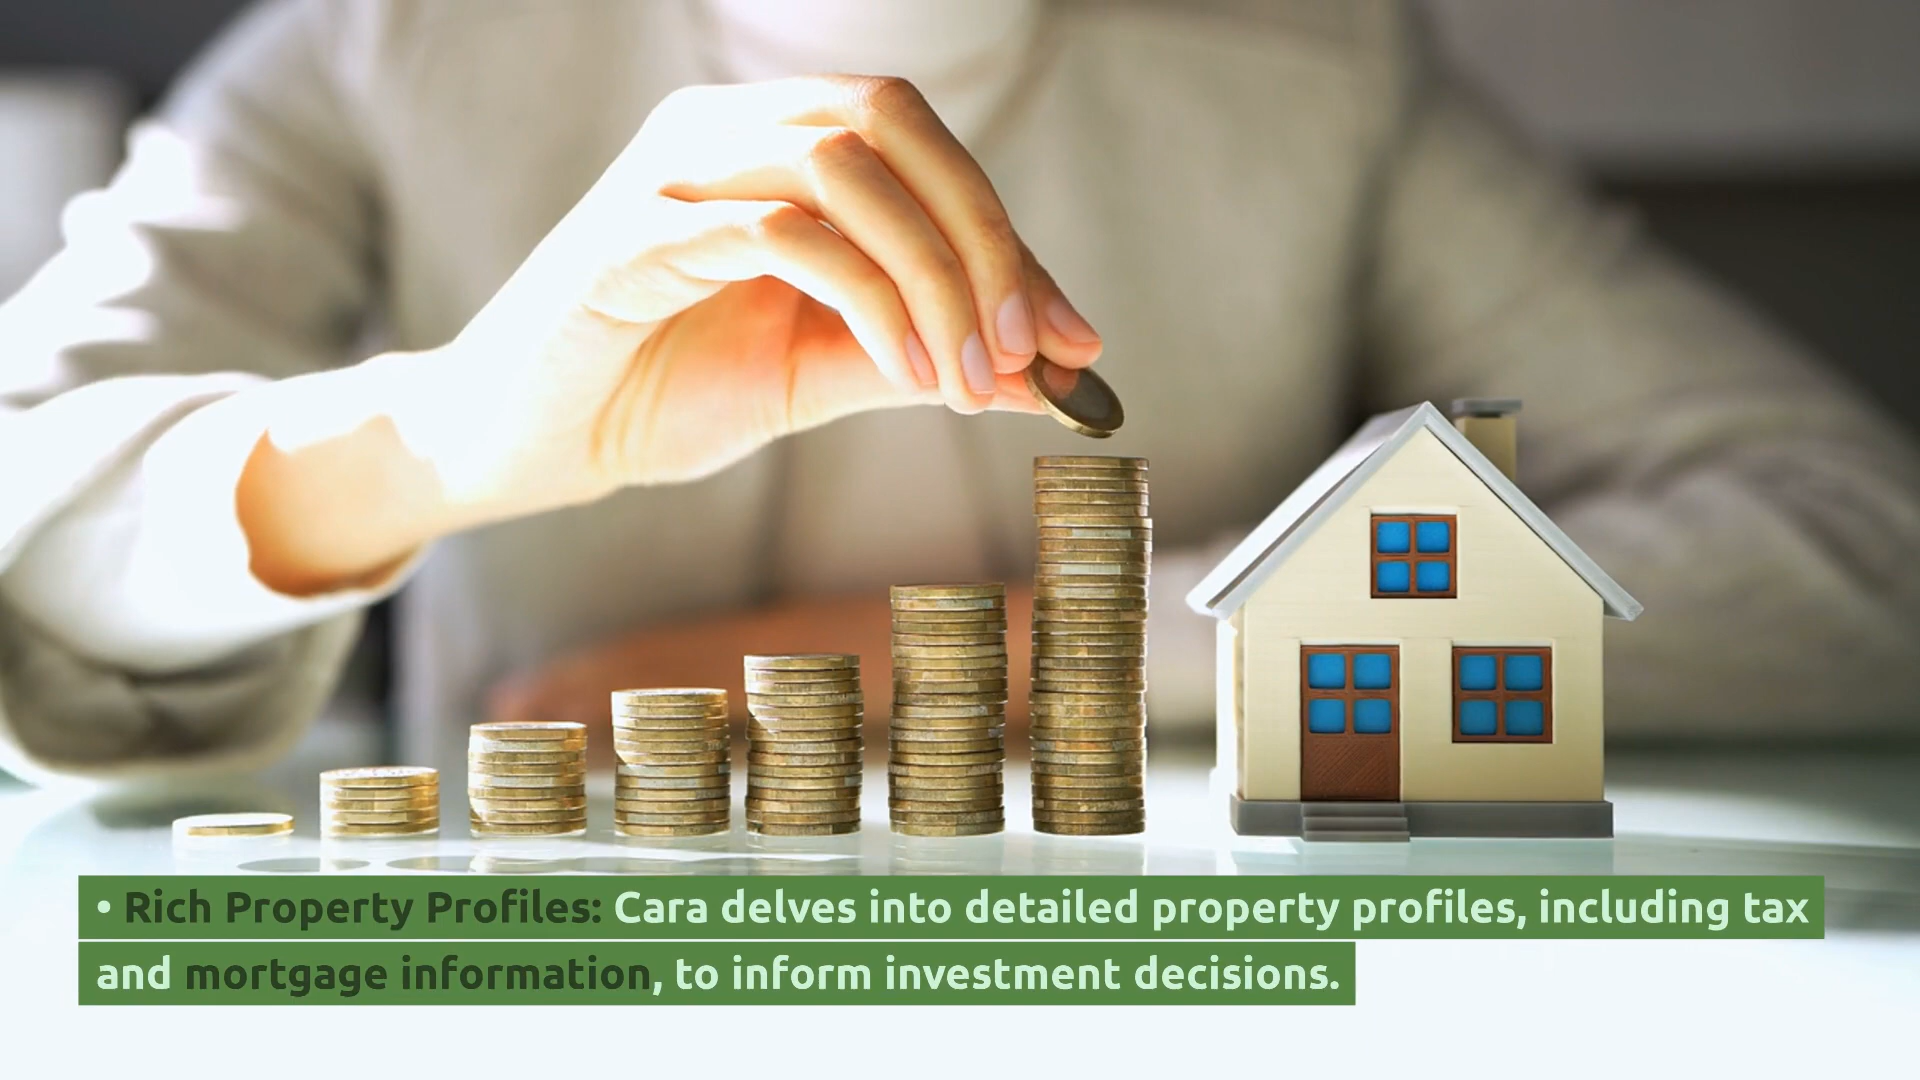 • Rich Property Profiles: Cara delves into detailed property profiles, including tax
and mortgage information, to inform investment decisions.